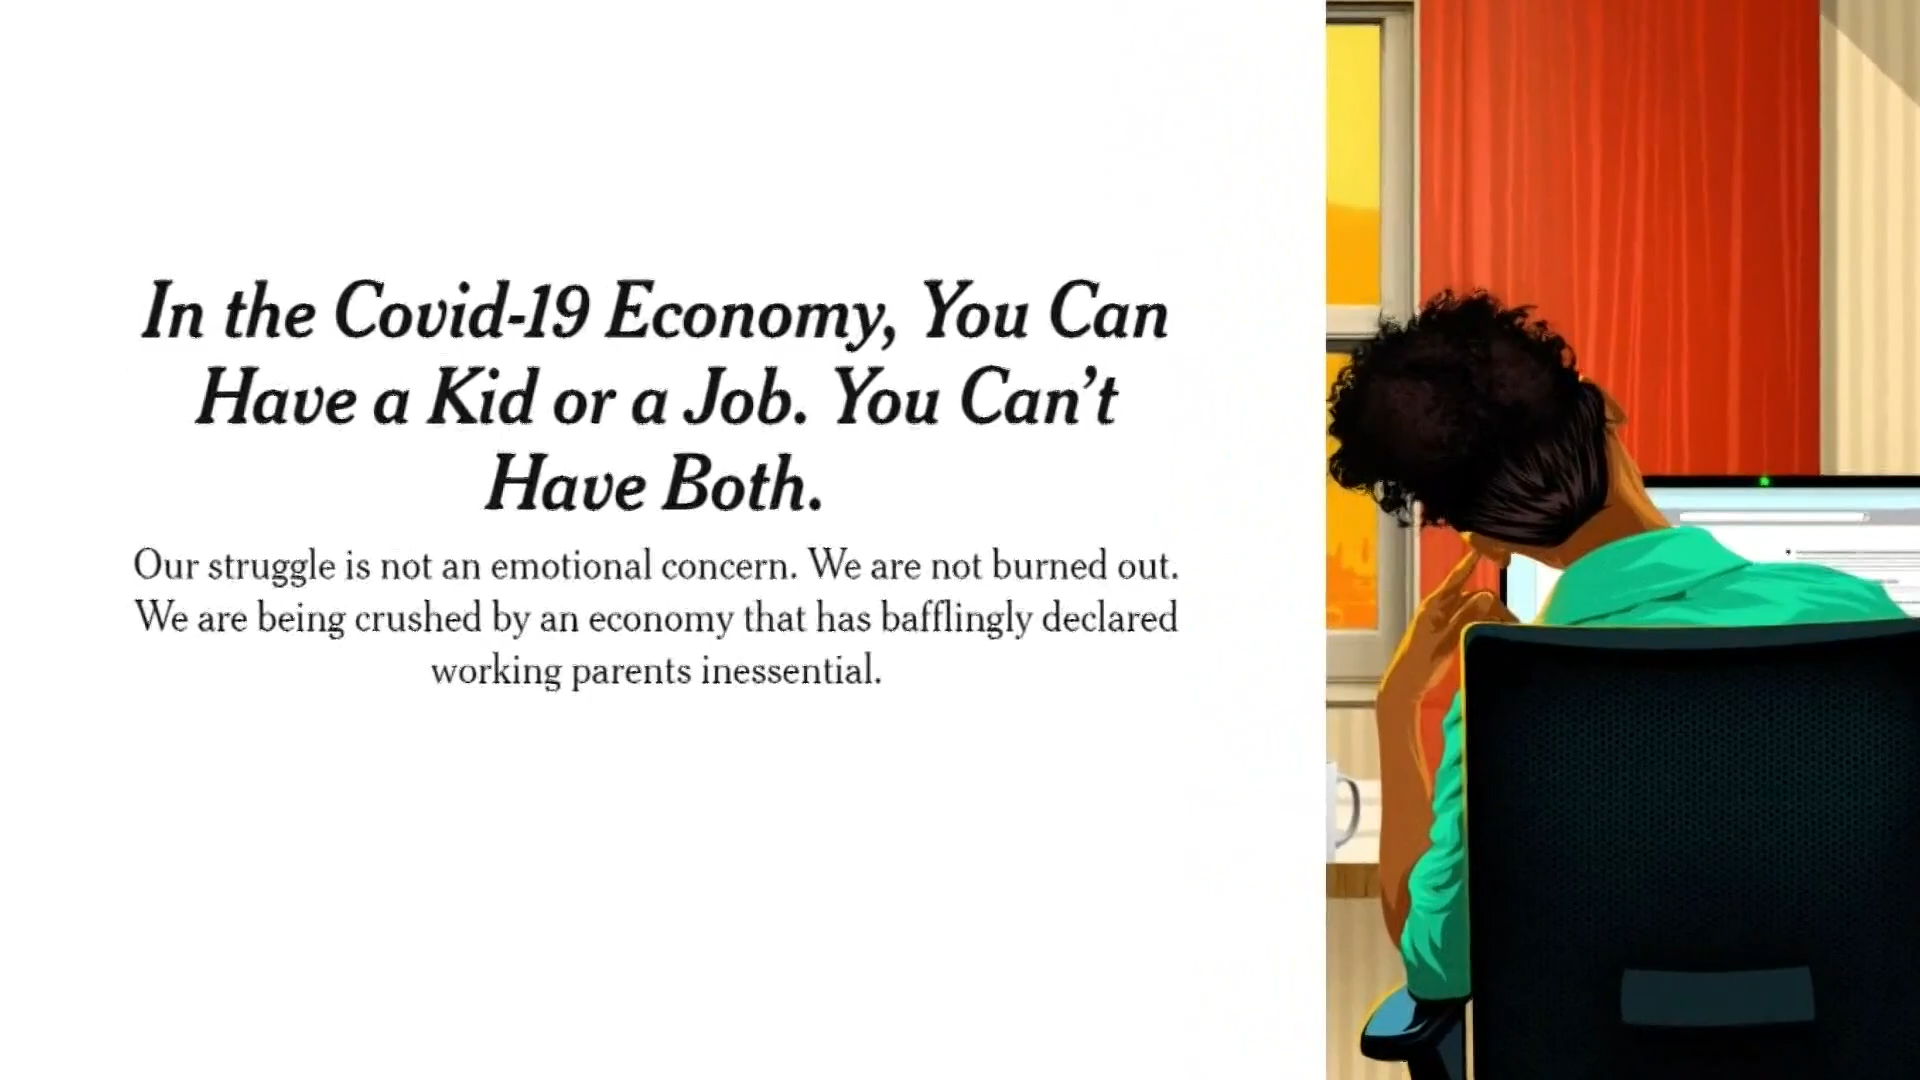 In the Covid-19 Economy, You Can
Have a Kid or a Job. You Can’t
Have Both.
Our struggle is not an emotional concern. We are not burned out.
We are being crushed by an economy that has bafflingly declared
working parents inessential.